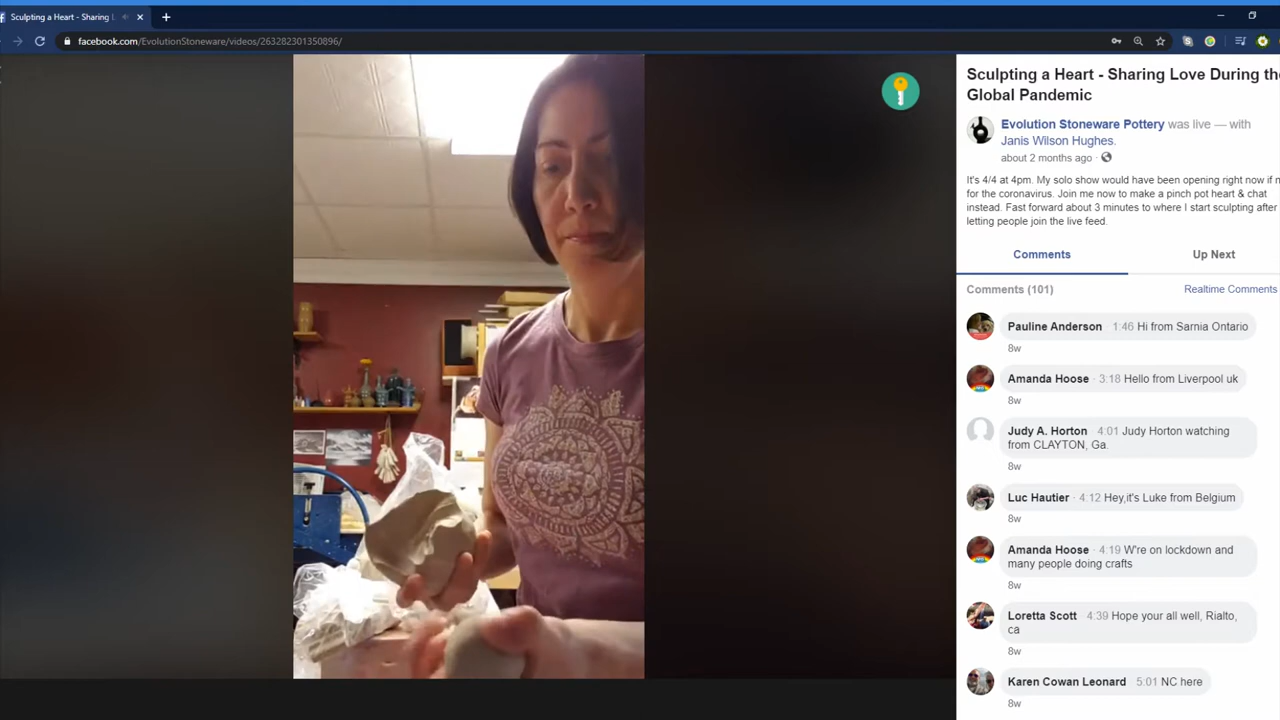 Sculpting a Heart - Sharing L
facebook.com/EvolutionStoneware/videos/263282301350896/
Sculpting a Heart - Sharing Love During the
Global Pandemic
Evolution Stoneware Pottery was live — with
Janis Wilson Hughes.
about 2 months ago ·
It's 4/4 at 4pm. My solo show would have been opening right now if n
for the coronavirus. Join me now to make a pinch pot heart & chat
instead. Fast forward about 3 minutes to where I start sculpting after
letting people join the live feed.
Comments Up Next
Comments (101) Realtime Comments
Pauline Anderson · 1:46 Hi from Sarnia Ontario
8w
Amanda Hoose · 3:18 Hello from Liverpool uk
8w
Judy A. Horton · 4:01 Judy Horton watching
from CLAYTON, Ga.
8w
Luc Hautier · 4:12 Hey,it's Luke from Belgium
8w
Amanda Hoose · 4:19 W're on lockdown and
many people doing crafts
8w
Loretta Scott · 4:39 Hope your all well, Rialto,
ca
8w
Karen Cowan Leonard · 5:01 NC here
8w